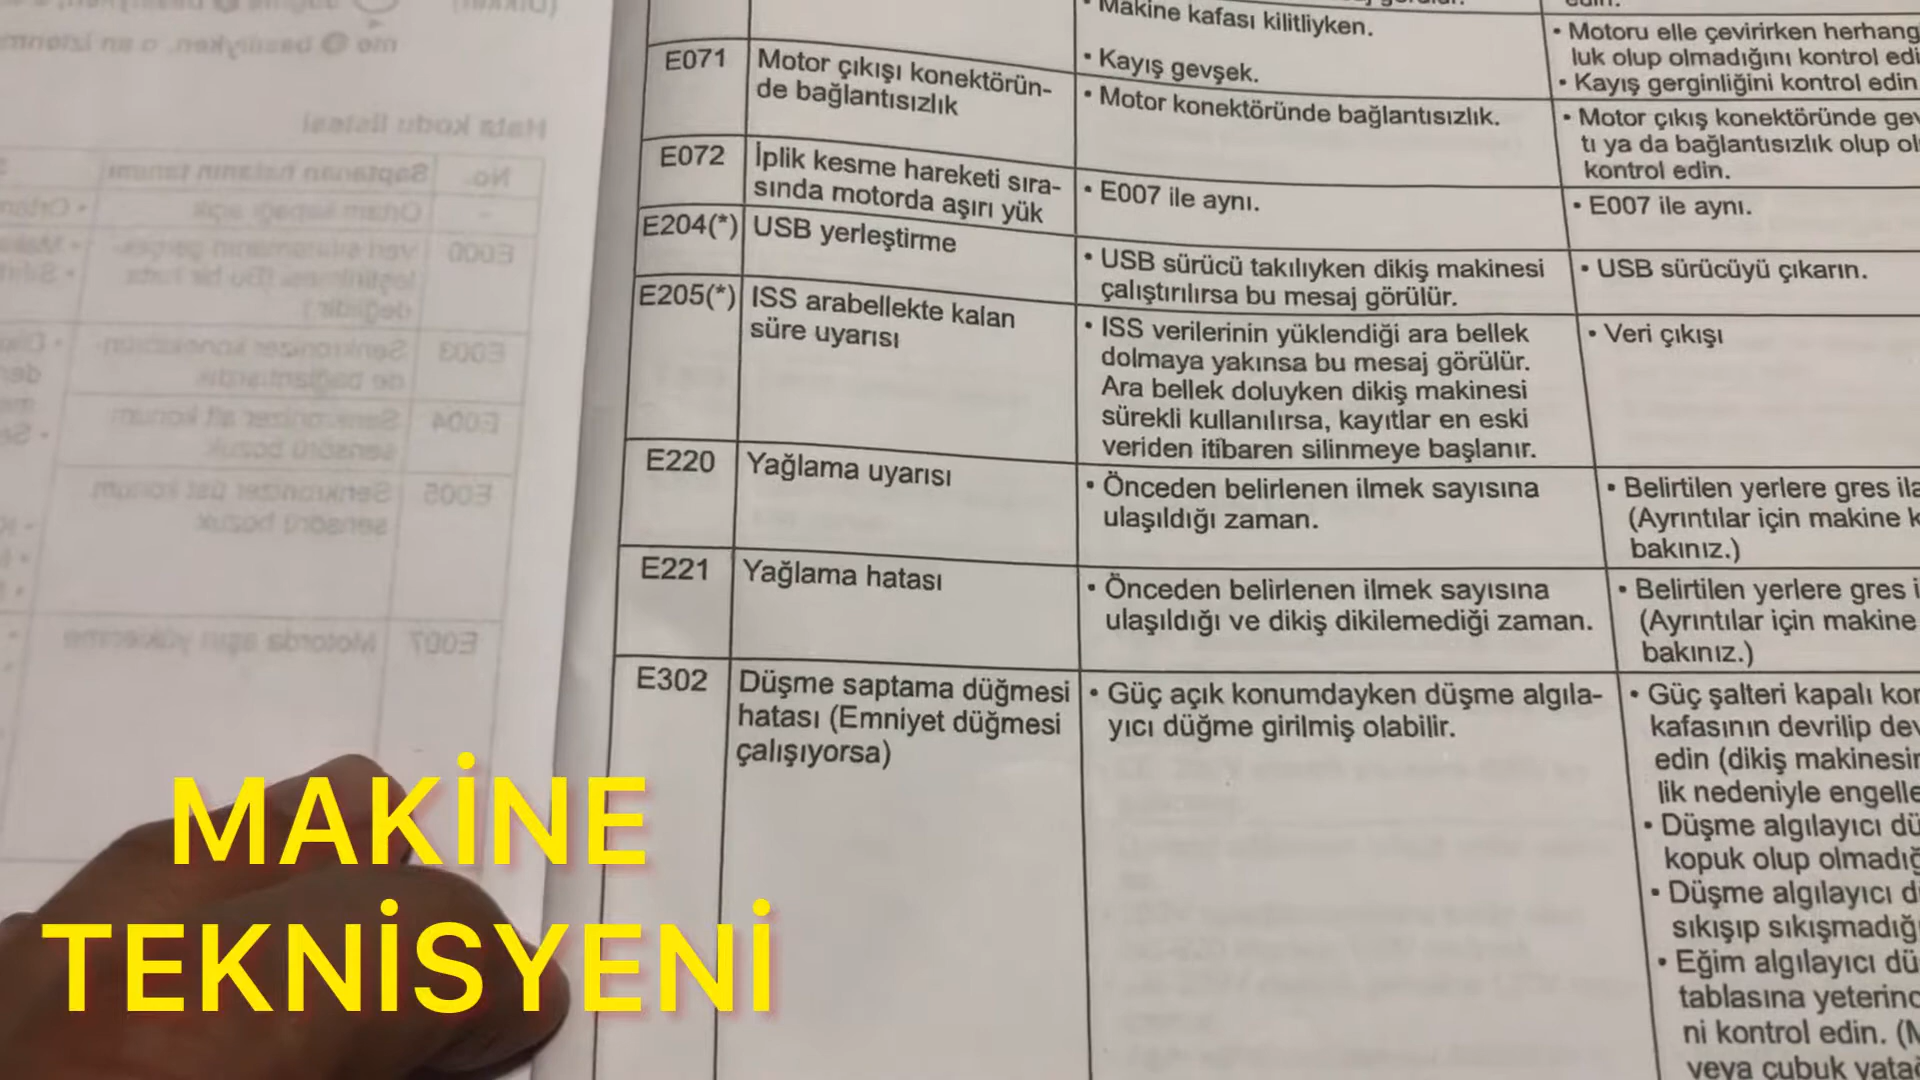 Makine kafası kilitliyken.
• Kayış gevşek.
• Motoru elle çevirirken herhang
luk olup olmadığını kontrol edi
• Kayış gerginliğini kontrol edin
E071
Motor çıkışı konektörün-
de bağlantısızlık
• Motor konektöründe bağlantısızlık.
• Motor çıkış konektöründe gev
tı ya da bağlantısızlık olup ol
kontrol edin.
E072
İplik kesme hareketi sıra-
sında motorda aşırı yük
• E007 ile aynı.
• E007 ile aynı.
E204(*)
USB yerleştirme
• USB sürücü takılıyken dikiş makinesi
çalıştırılırsa bu mesaj görülür.
• USB sürücüyü çıkarın.
E205(*)
ISS arabellekte kalan
süre uyarısı
• ISS verilerinin yüklendiği ara bellek
dolmaya yakınsa bu mesaj görülür.
Ara bellek doluyken dikiş makinesi
sürekli kullanılırsa, kayıtlar en eski
veriden itibaren silinmeye başlanır.
• Veri çıkışı
E220
Yağlama uyarısı
• Önceden belirlenen ilmek sayısına
ulaşıldığı zaman.
• Belirtilen yerlere gres ila
(Ayrıntılar için makine k
bakınız.)
E221
Yağlama hatası
• Önceden belirlenen ilmek sayısına
ulaşıldığı ve dikiş dikilemediği zaman.
• Belirtilen yerlere gres i
(Ayrıntılar için makine
bakınız.)
E302
Düşme saptama düğmesi
hatası (Emniyet düğmesi
çalışıyorsa)
• Güç açık konumdayken düşme algıla-
yıcı düğme girilmiş olabilir.
• Güç şalteri kapalı kon
kafasının devrilip dev
edin (dikiş makinesin
lik nedeniyle engelle
• Düşme algılayıcı dü
kopuk olup olmadığ
• Düşme algılayıcı d
sıkışıp sıkışmadığı
• Eğim algılayıcı dü
tablasına yeterinc
ni kontrol edin. (M
veya çubuk yatağ
MAKİNE
TEKNİSYENİ